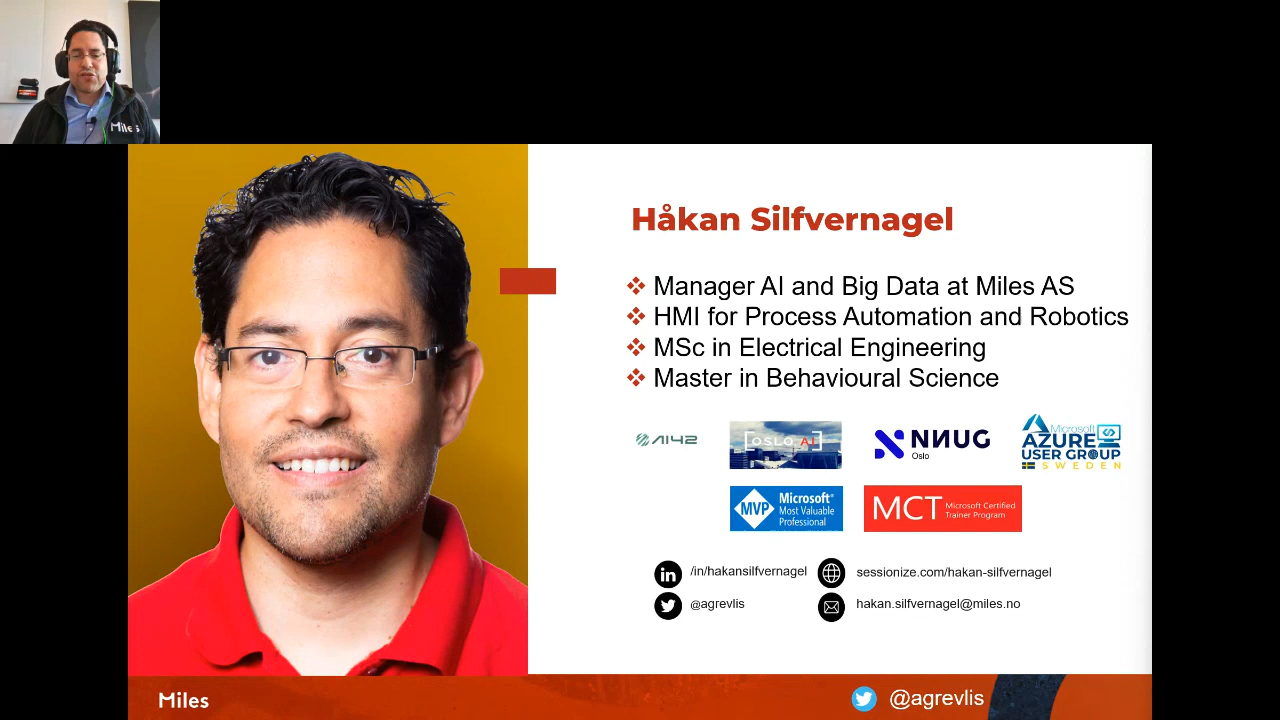 Miles
Håkan Silfvernagel
Manager AI and Big Data at Miles AS
HMI for Process Automation and Robotics
MSc in Electrical Engineering
Master in Behavioural Science
AI42
OSLO AI
NNUG
Oslo
Microsoft
AZURE
USER GROUP
SWEDEN
MVP
Microsoft®
Most Valuable
Professional
MCT
Microsoft Certified
Trainer Program
in
/in/hakansilfvernagel
sessionize.com/hakan-silfvernagel
@agrevlis
hakan.silfvernagel@miles.no
Miles
@agrevlis